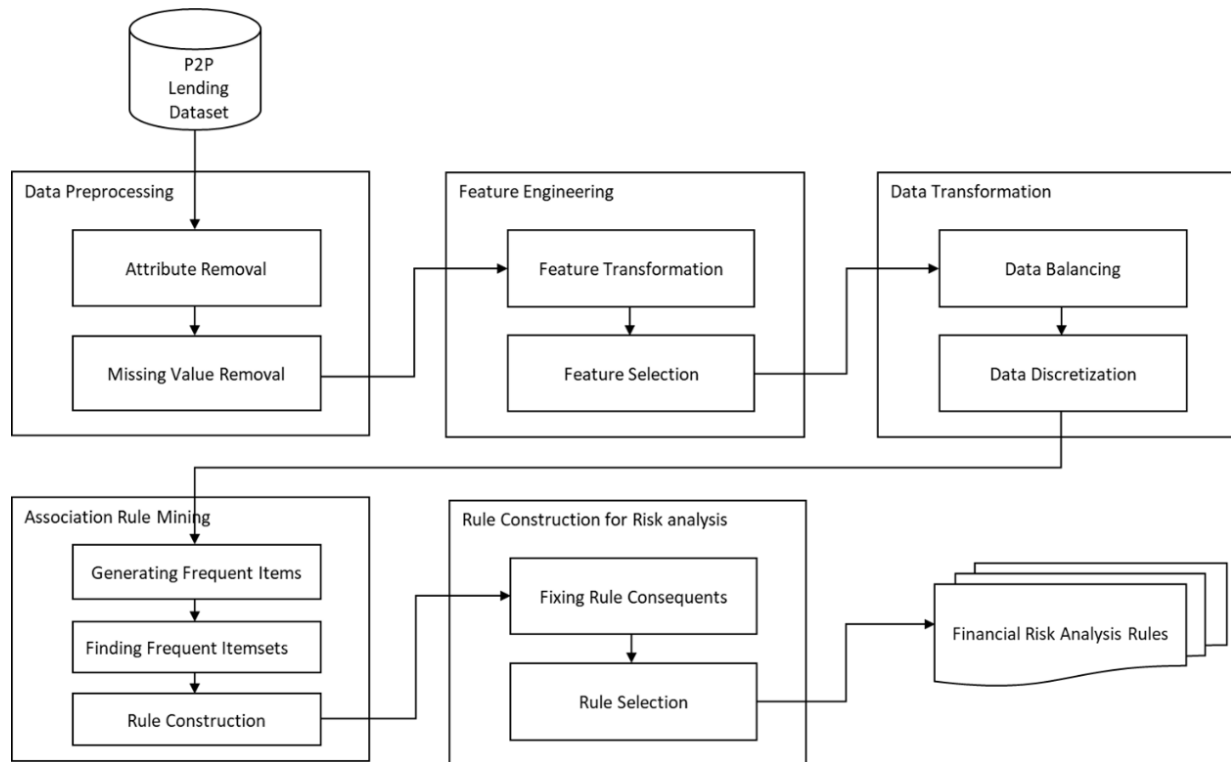 P2P
Lending
Dataset
Data Preprocessing
Attribute Removal
Missing Value Removal
Feature Engineering
Feature Transformation
Feature Selection
Data Transformation
Data Balancing
Data Discretization
Association Rule Mining
Generating Frequent Items
Finding Frequent Itemsets
Rule Construction
Rule Construction for Risk analysis
Fixing Rule Consequents
Rule Selection
Financial Risk Analysis Rules